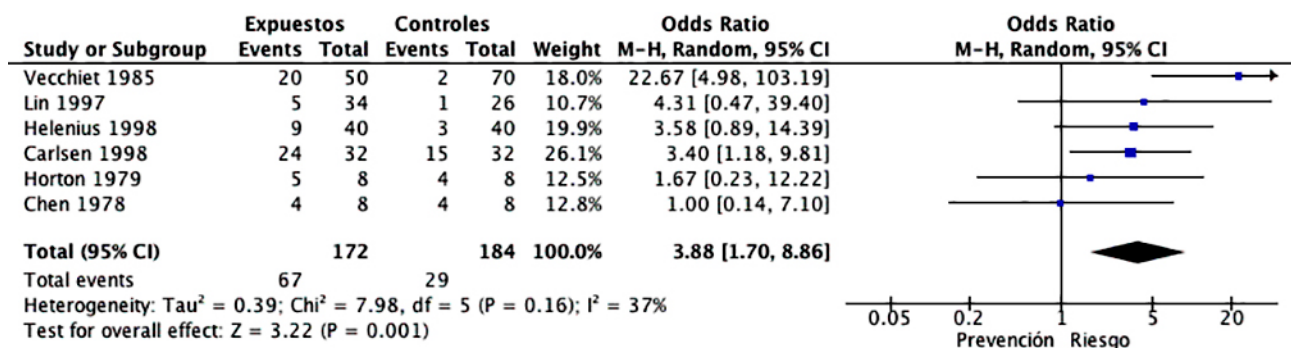 Expuestos Controles Odds Ratio Odds Ratio
Study or Subgroup Events Total Events Total Weight M-H, Random, 95% CI M-H, Random, 95% CI
Vecchiet 1985 20 50 2 70 18.0% 22.67 [4.98, 103.19]
Lin 1997 5 34 1 26 10.7% 4.31 [0.47, 39.40]
Helenius 1998 9 40 3 40 19.9% 3.58 [0.89, 14.39]
Carlsen 1998 24 32 15 32 26.1% 3.40 [1.18, 9.81]
Horton 1979 5 8 4 8 12.5% 1.67 [0.23, 12.22]
Chen 1978 4 8 4 8 12.8% 1.00 [0.14, 7.10]
Total (95% CI) 172 184 100.0% 3.88 [1.70, 8.86]
Total events 67 29
Heterogeneity: Tau² = 0.39; Chi² = 7.98, df = 5 (P = 0.16); I² = 37%
Test for overall effect: Z = 3.22 (P = 0.001)
0.05 0.2 1 5 20
Prevención Riesgo